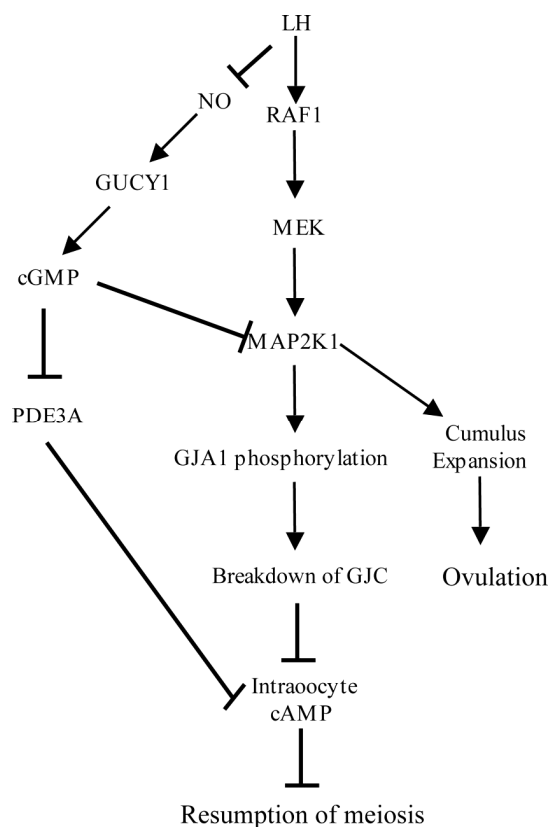 LH
NO
RAF1
GUCY1
MEK
cGMP
MAP2K1
PDE3A
Cumulus
Expansion
GJA1 phosphorylation
Breakdown of GJC
Ovulation
Intraoocyte
cAMP
Resumption of meiosis